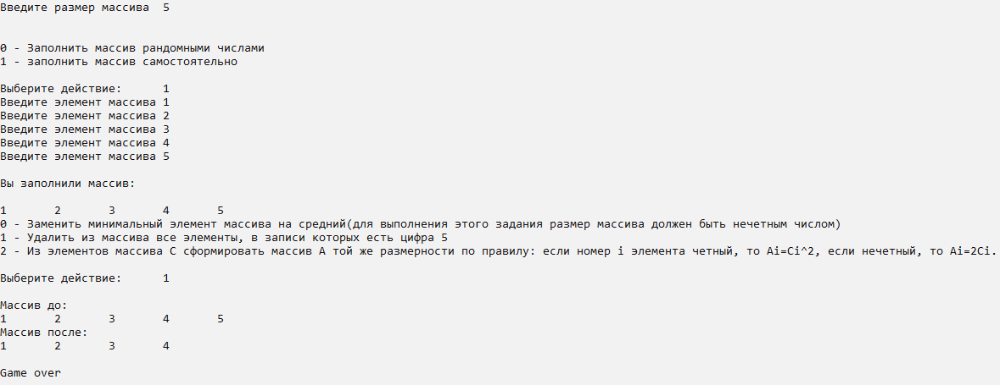 Введите размер массива  5
0 - Заполнить массив рандомными числами
1 - заполнить массив самостоятельно
Выберите действие:      1
Введите элемент массива 1
Введите элемент массива 2
Введите элемент массива 3
Введите элемент массива 4
Введите элемент массива 5
Вы заполнили массив:
1       2       3       4       5
0 - Заменить минимальный элемент массива на средний(для выполнения этого задания размер массива должен быть нечетным числом)
1 - Удалить из массива все элементы, в записи которых есть цифра 5
2 - Из элементов массива С сформировать массив А той же размерности по правилу: если номер i элемента четный, то Ai=Ci^2, если нечетный, то Ai=2Ci.
Выберите действие:      1
Массив до:
1       2       3       4       5
Массив после:
1       2       3       4
Game over